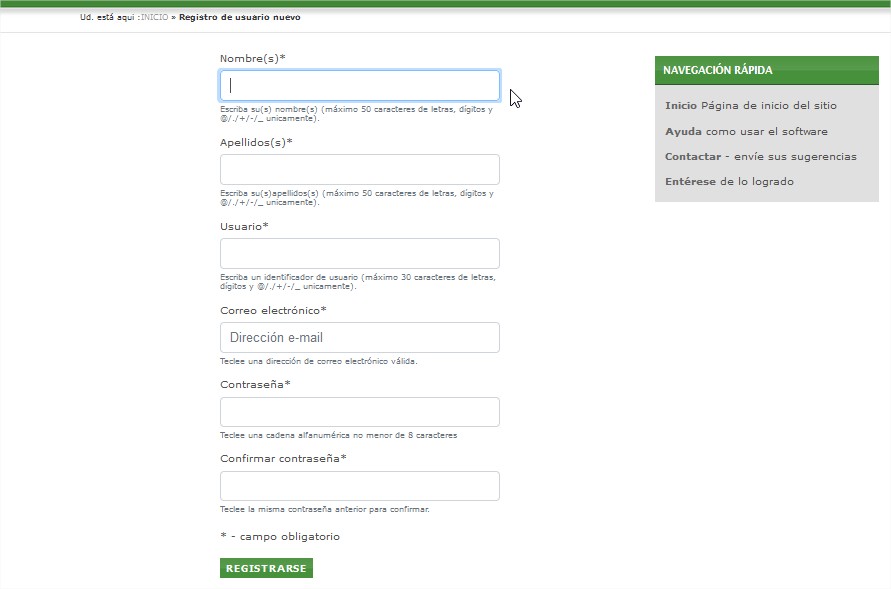 Ud. está aqui :INICIO » Registro de usuario nuevo
Nombre(s)*
Escriba su(s) nombre(s) (máximo 50 caracteres de letras, dígitos y
@/./+/-/_ unicamente).
Apellidos(s)*
Escriba su(s)apellidos(s) (máximo 50 caracteres de letras, dígitos y
@/./+/-/_ unicamente).
Usuario*
Escriba un identificador de usuario (máximo 30 caracteres de letras,
dígitos y @/./+/-/_ unicamente).
Correo electrónico*
Dirección e-mail
Teclee una dirección de correo electrónico válida.
Contraseña*
Teclee una cadena alfanumérica no menor de 8 caracteres
Confirmar contraseña*
Teclee la misma contraseña anterior para confirmar.
* - campo obligatorio
REGISTRARSE
NAVEGACIÓN RÁPIDA
Inicio Página de inicio del sitio
Ayuda como usar el software
Contactar - envíe sus sugerencias
Entérese de lo logrado